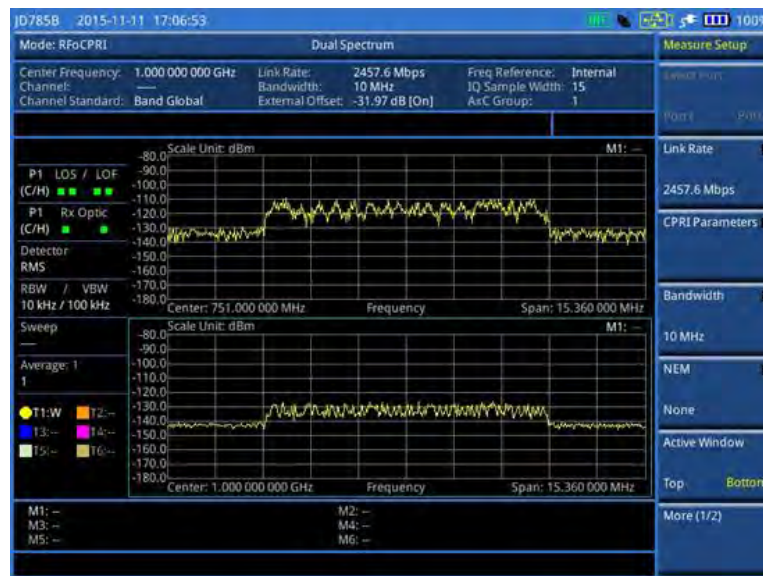 JD785B 2015-11-11 17:06:53 100%
Mode: RFoCPRI Dual Spectrum Measure Setup
Center Frequency: 1.000 000 000 GHz Link Rate: 2457.6 Mbps Freq Reference: Internal
Channel: — Bandwidth: 10 MHz IQ Sample Width: 15
Channel Standard: Band Global External Offset: -31.97 dB [On] AxC Group: 1
Select Port
Port 1
Link Rate
2457.6 Mbps
CPRI Parameters
Bandwidth
10 MHz
NEM
None
Active Window
Top Bottom
More (1/2)
P1 LOS / LOF
(C/H)
P1 Rx Optic
(C/H)
Detector
RMS
RBW / VBW
10 kHz / 100 kHz
Sweep
—
Average: 1
1
T1:W T2:--
T3:-- T4:--
T5:-- T6:--
Scale Unit: dBm M1: --
-80.0
-90.0
-100.0
-110.0
-120.0
-130.0
-140.0
-150.0
-160.0
-170.0
-180.0
Center: 751.000 000 MHz Frequency Span: 15.360 000 MHz
Scale Unit: dBm M1: --
-80.0
-90.0
-100.0
-110.0
-120.0
-130.0
-140.0
-150.0
-160.0
-170.0
-180.0
Center: 1.000 000 000 GHz Frequency Span: 15.360 000 MHz
M1: -- M2: --
M3: -- M4: --
M5: -- M6: --